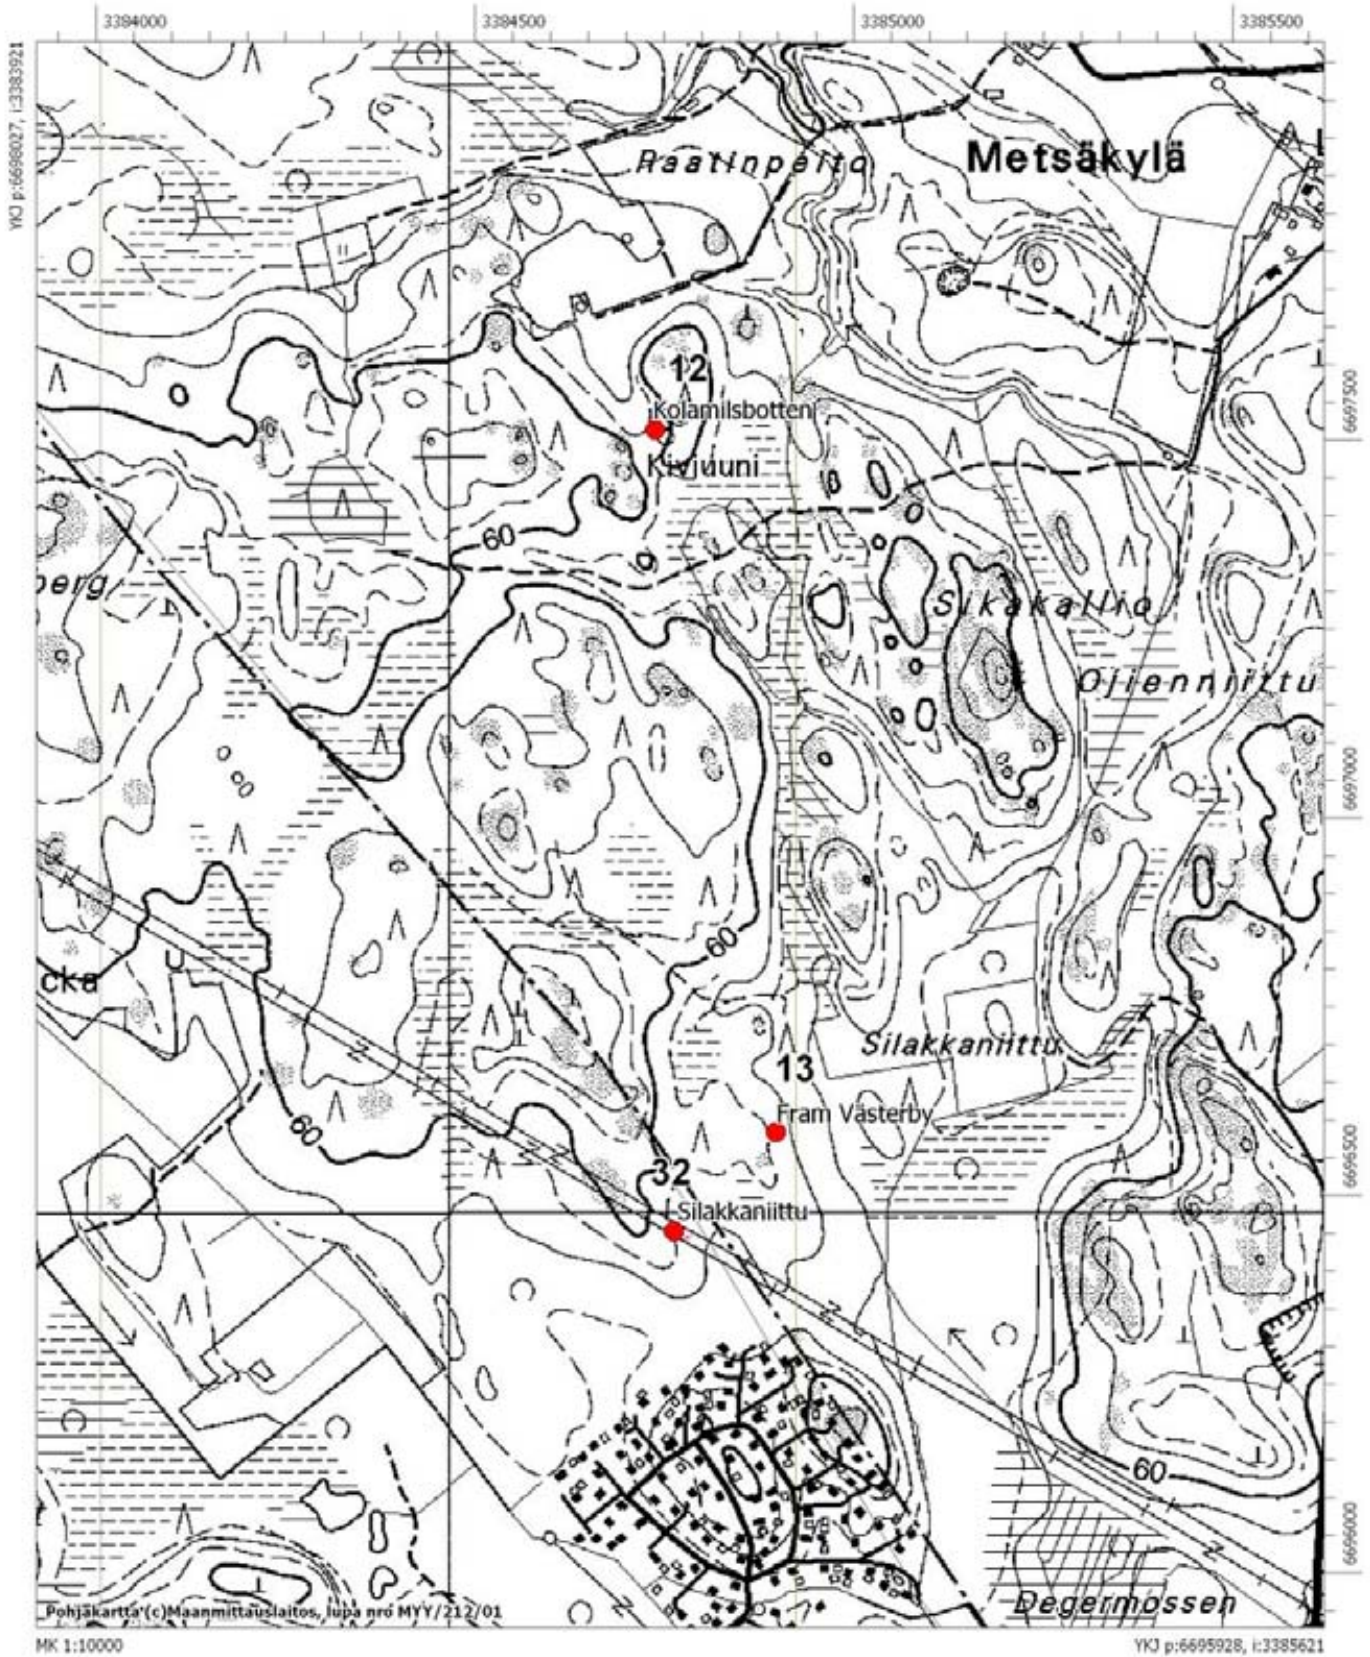 3384000
3384500
3385000
3385500
YKJ p:6698027, i:3383921
Raatinpelto
Metsäkylä
12
Kolamilsbotten
Kivjuuni
6697500
60
berg
Sikakallio
Ojienniittu
6697000
60
cka
Silakkaniittu
13
60
Fram Västerby
6696500
32
Silakkaniittu
60
6696000
Degermossen
Pohjakartta (c)Maanmittauslaitos, lupa nro MYY/212/01
MK 1:10000
YKJ p:6695928, i:3385621